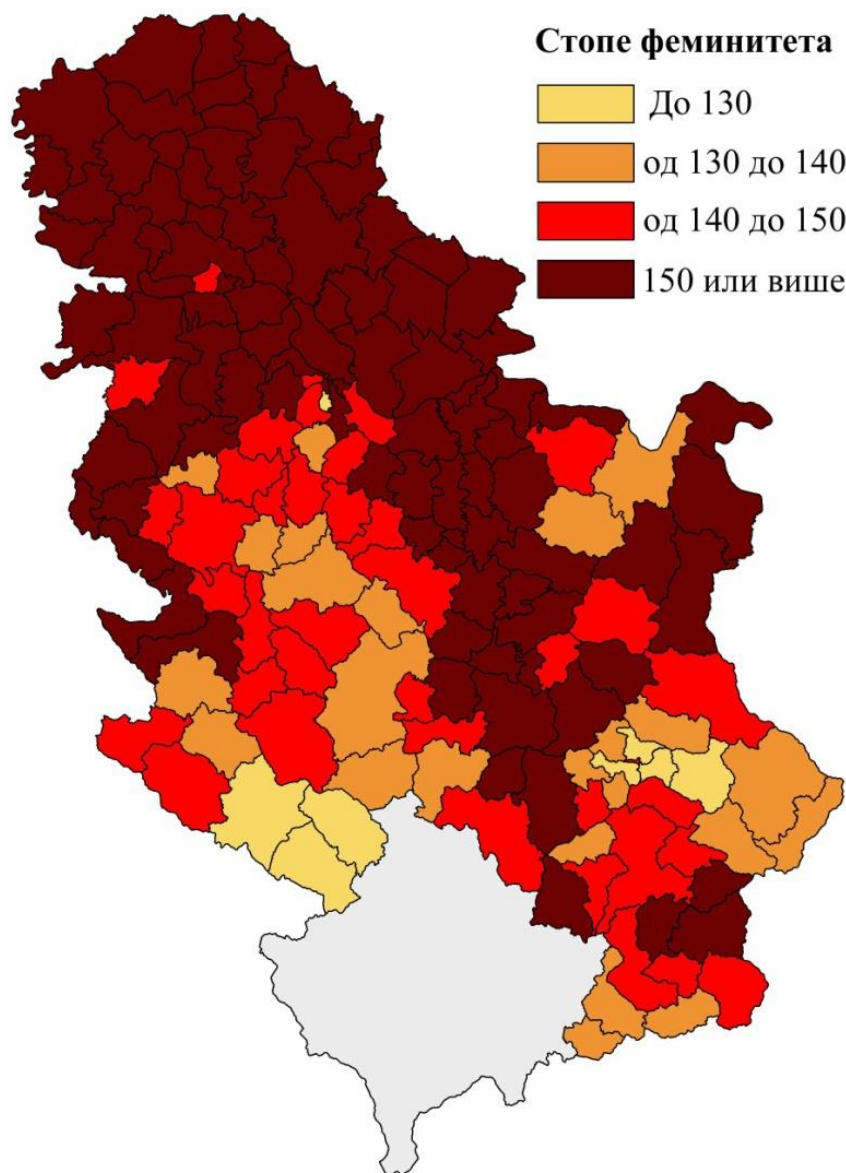 Стопе феминитета
До 130
од 130 до 140
од 140 до 150
150 или више